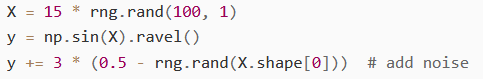 X = 15 * rng.rand(100, 1)
y = np.sin(X).ravel()
y += 3 * (0.5 - rng.rand(X.shape[0]))  # add noise